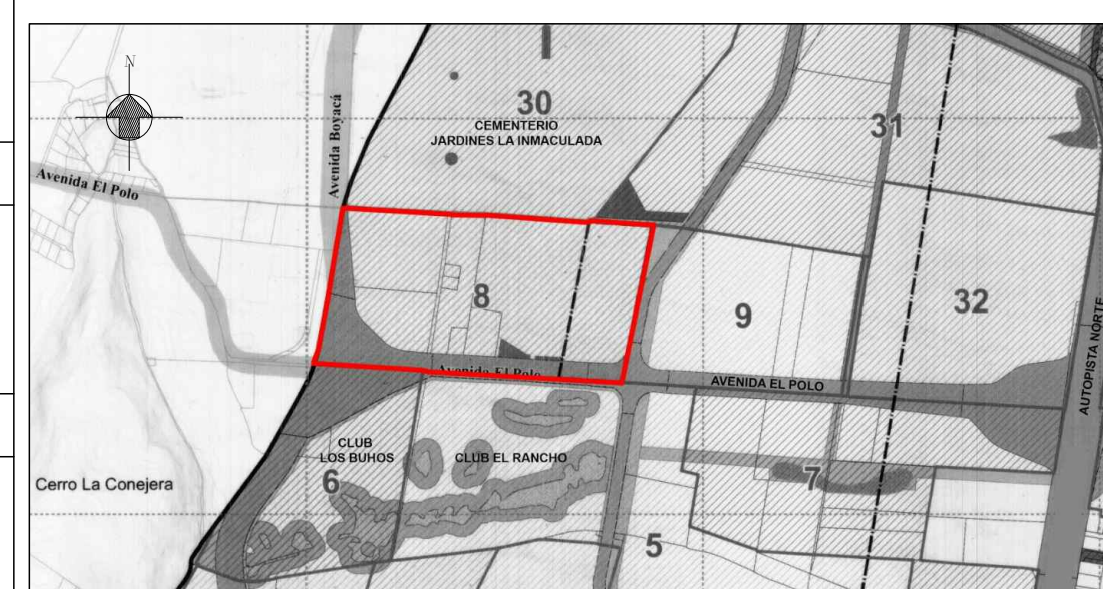 N
Avenida Boyacá
30
CEMENTERIO
JARDINES LA INMACULADA
31
Avenida El Polo
8
9
32
AUTOPISTA NORTE
Avenida El Polo
AVENIDA EL POLO
CLUB
LOS BUHOS
CLUB EL RANCHO
Cerro La Conejera
6
7
5